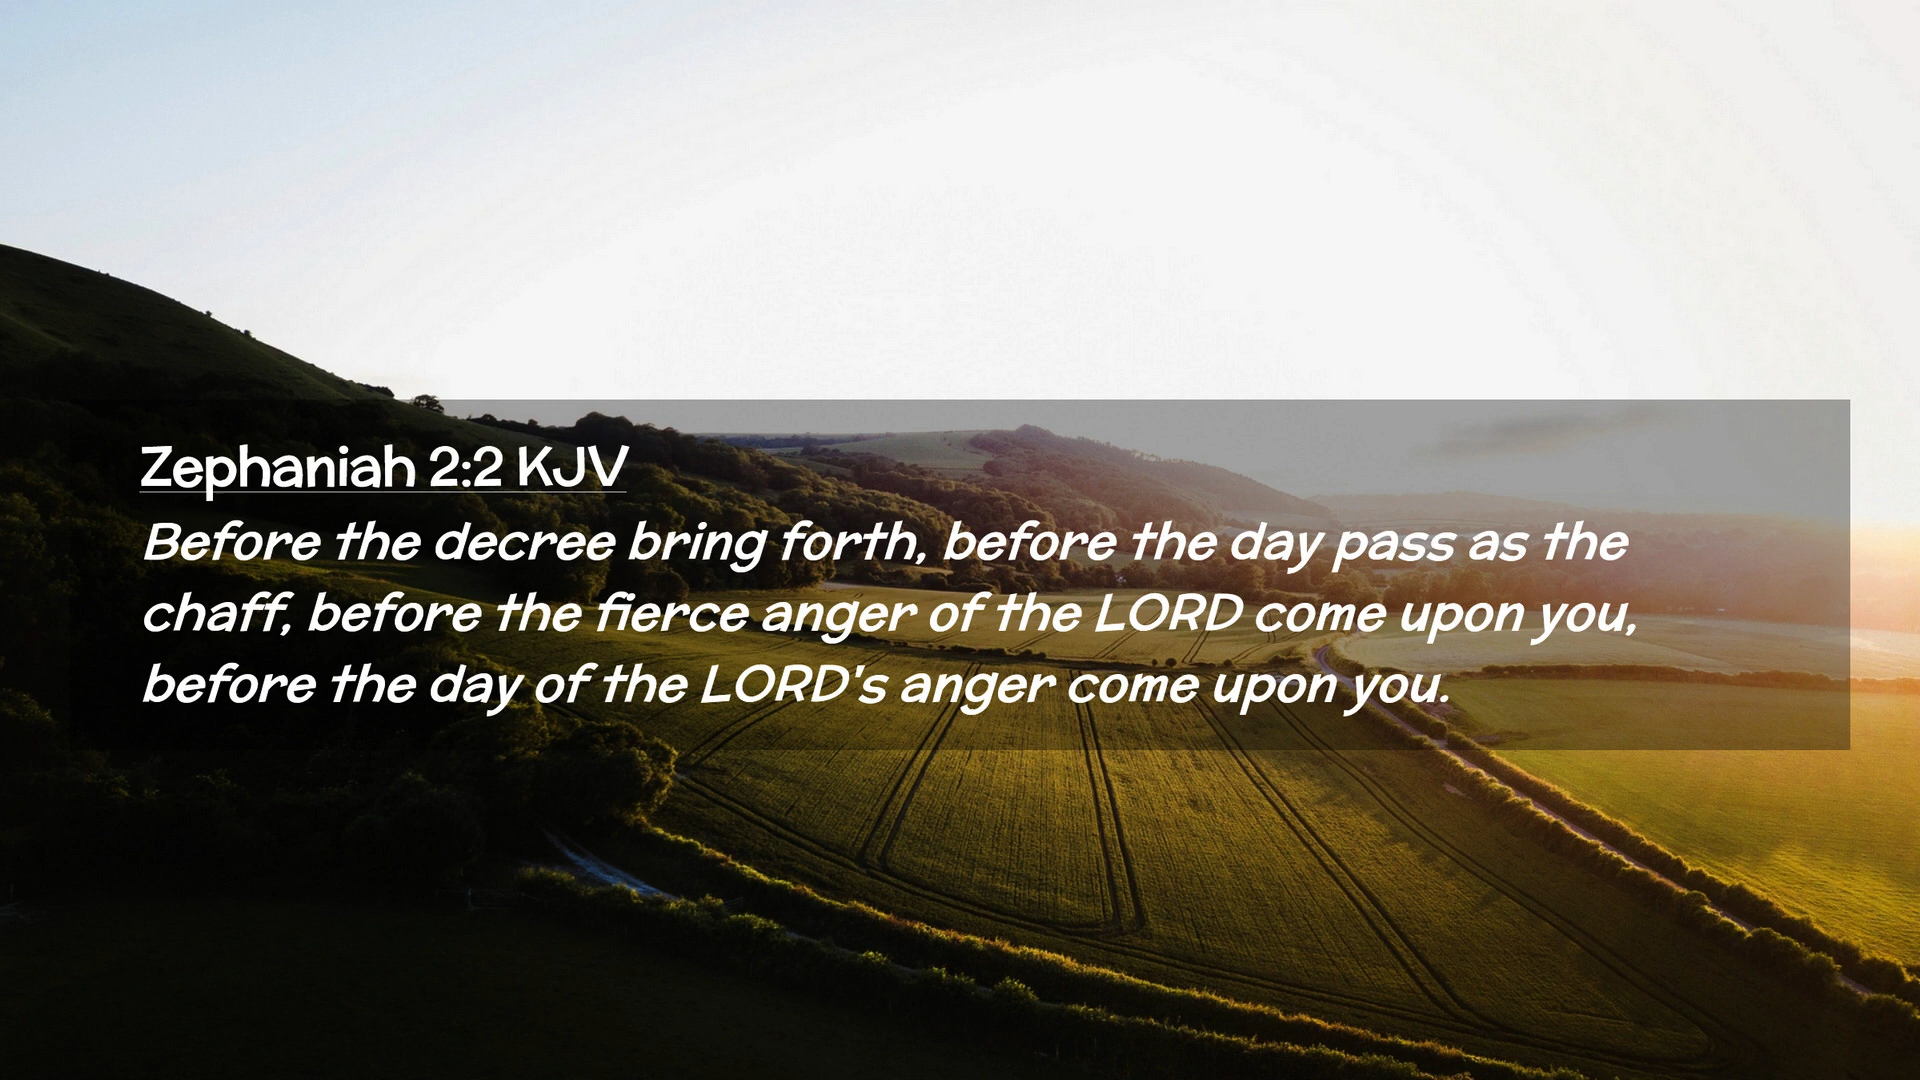 Zephaniah 2:2 KJV
Before the decree bring forth, before the day pass as the
chaff, before the fierce anger of the LORD come upon you,
before the day of the LORD's anger come upon you.